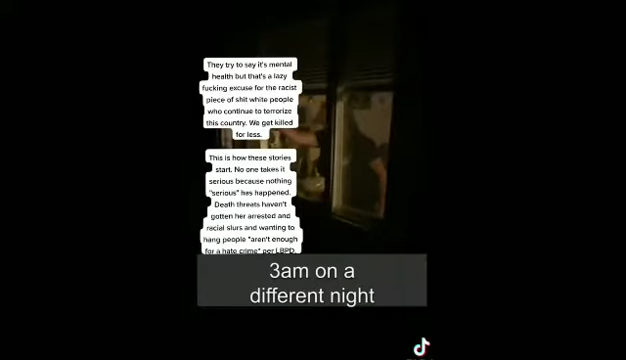 They try to say it's mental
health but that's a lazy
fucking excuse for the racist
piece of shit white people
who continue to terrorize
this country. We get killed
for less.
This is how these stories
start. No one takes it
serious because nothing
"serious" has happened.
Death threats haven't
gotten her arrested and
racial slurs and wanting to
hang people "aren't enough
for a hate crime" per LBPD
3am on a
different night